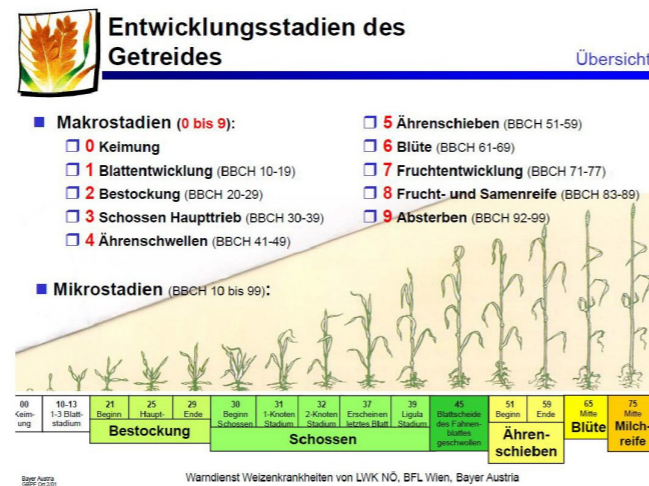 Entwicklungsstadien des
Getreides
Übersicht
Makrostadien (0 bis 9):
0 Keimung
1 Blattentwicklung (BBCH 10-19)
2 Bestockung (BBCH 20-29)
3 Schossen Haupttrieb (BBCH 30-39)
4 Ährenschwellen (BBCH 41-49)
5 Ährenschieben (BBCH 51-59)
6 Blüte (BBCH 61-69)
7 Fruchtentwicklung (BBCH 71-77)
8 Frucht- und Samenreife (BBCH 83-89)
9 Absterben (BBCH 92-99)
Mikrostadien (BBCH 10 bis 99):
00
Keim-
ung
10-13
1-3 Blatt-
stadium
21
Beginn
25
Haupt-
29
Ende
Bestockung
30
Beginn
Schossen
31
1-Knoten
Stadium
32
2-Knoten
Stadium
37
Erscheinen
letztes Blatt
39
Ligula
Stadium
Schossen
45
Blattscheide
des Fahnen-
blattes
geschwollen
51
Beginn
59
Ende
Ähren-
schieben
65
Mitte
Blüte
75
Mitte
Milch-
reife
Bayer Austria
Warndienst Weizenkrankheiten von LWK NÖ, BFL Wien, Bayer Austria